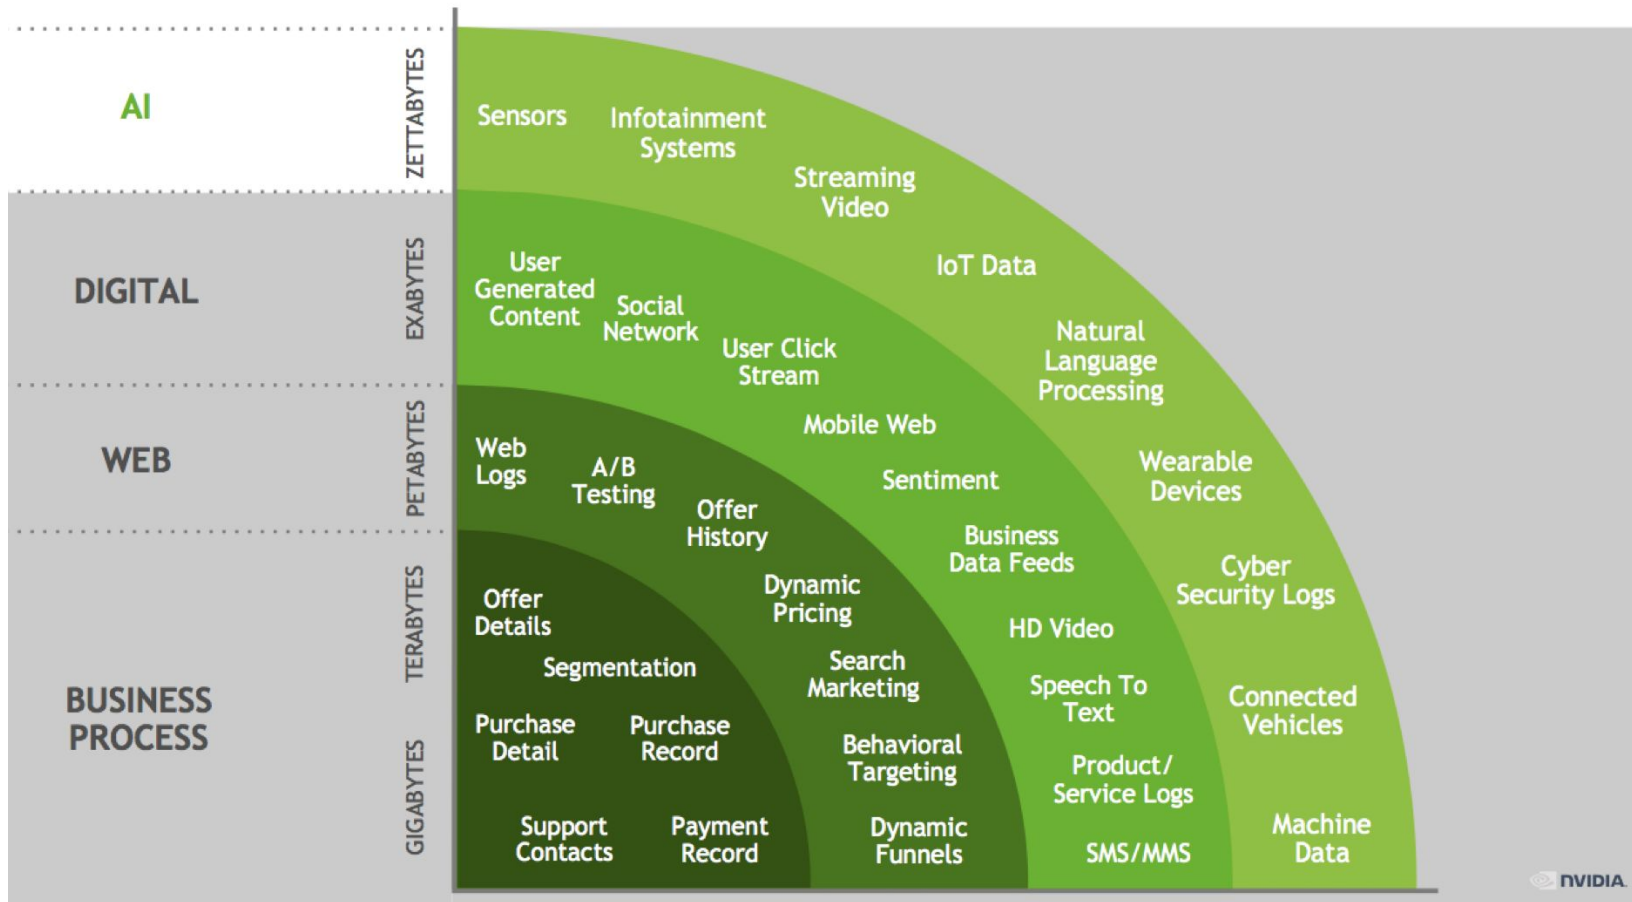 AI
ZETTABYTES
DIGITAL
EXABYTES
WEB
PETABYTES
BUSINESS
PROCESS
TERABYTES
GIGABYTES
Sensors
Infotainment
Systems
Streaming
Video
IoT Data
Natural
Language
Processing
Wearable
Devices
Cyber
Security Logs
Connected
Vehicles
Machine
Data
User
Generated
Content
Social
Network
User Click
Stream
Mobile Web
Sentiment
Business
Data Feeds
HD Video
Speech To
Text
Product/
Service Logs
SMS/MMS
Web
Logs
A/B
Testing
Offer
History
Dynamic
Pricing
Search
Marketing
Behavioral
Targeting
Dynamic
Funnels
Offer
Details
Segmentation
Purchase
Detail
Purchase
Record
Support
Contacts
Payment
Record
NVIDIA